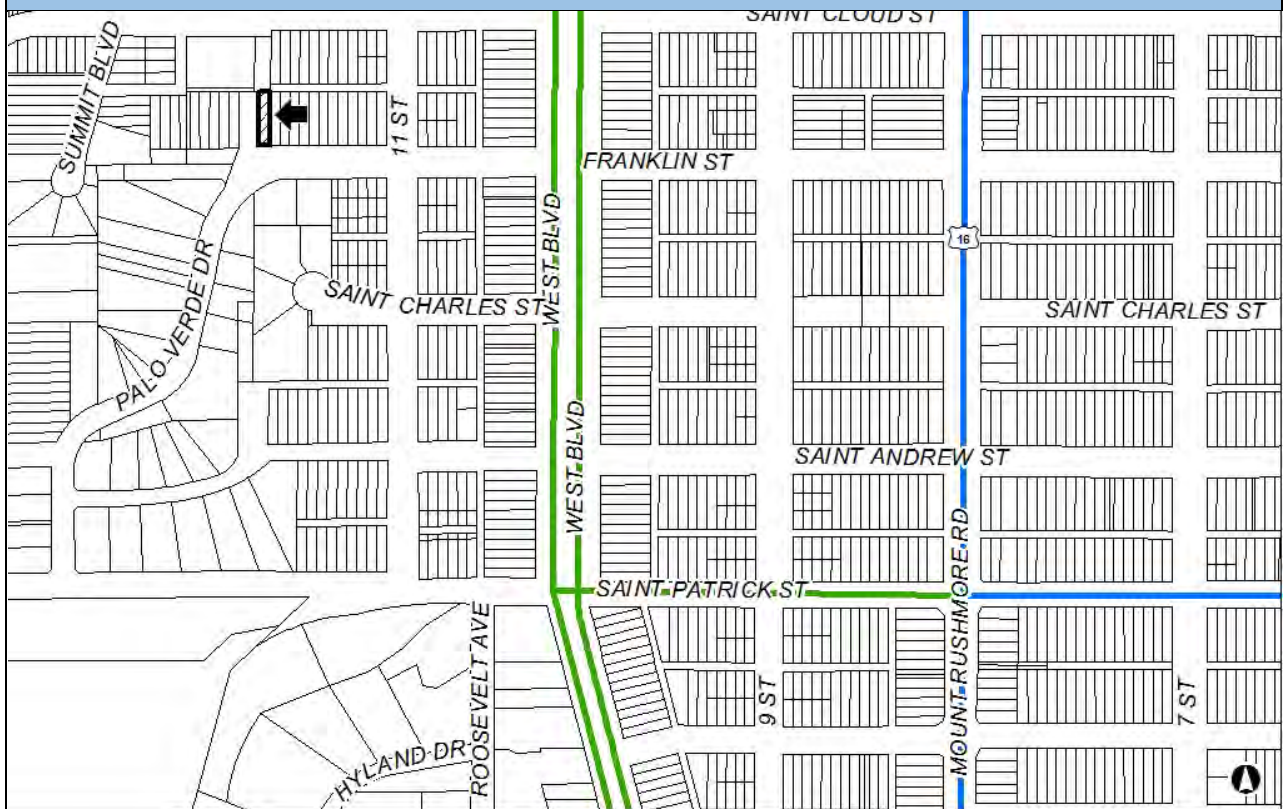 SAINT CLOUD ST
SUMMIT BLVD
11 ST
FRANKLIN ST
WEST BLVD
16
PALO VERDE DR
SAINT CHARLES ST
SAINT CHARLES ST
WEST BLVD
SAINT ANDREW ST
MOUNT RUSHMORE RD
SAINT PATRICK ST
ROOSEVELT AVE
9 ST
7 ST
HYLAND DR